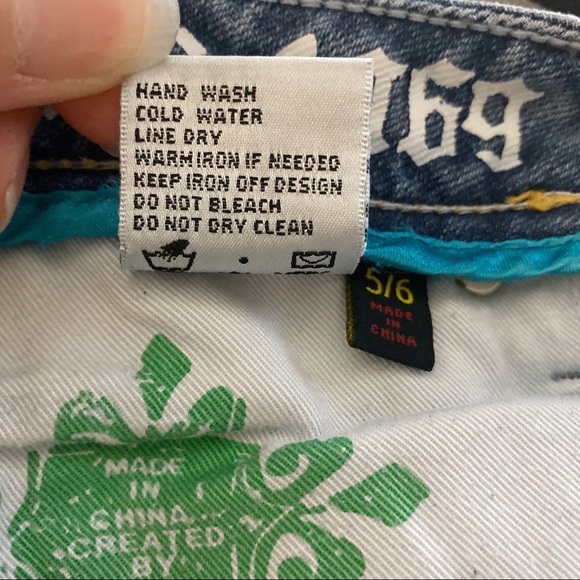 169
HAND WASH
COLD WATER
LINE DRY
WARM IRON IF NEEDED
KEEP IRON OFF DESIGN
DO NOT BLEACH
DO NOT DRY CLEAN
5/6
MADE
IN
CHINA
MADE
IN
CHINA
CREATED
BY